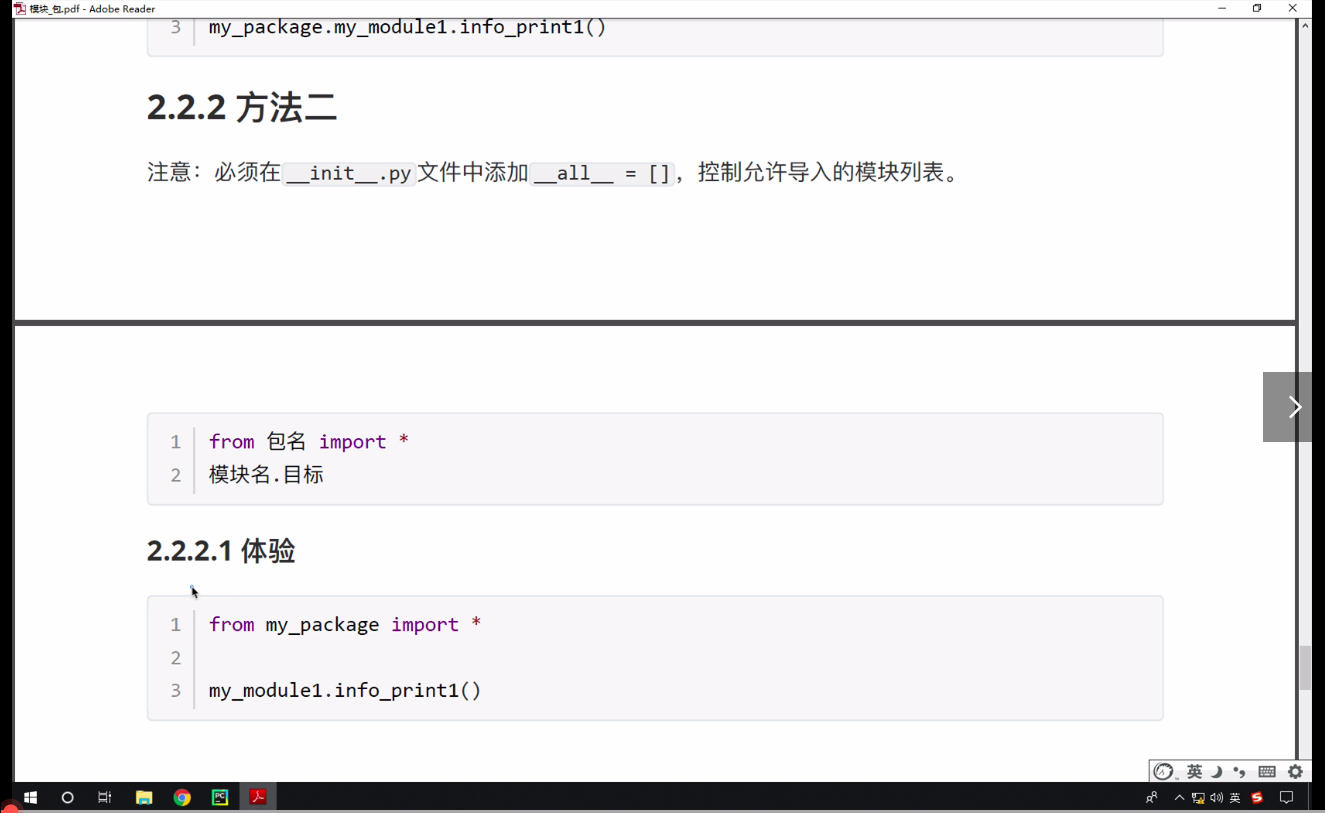 模块_包.pdf - Adobe Reader
3 my_package.my_module1.info_print1()
2.2.2 方法二
注意：必须在__init__.py文件中添加__all__ = []，控制允许导入的模块列表。
1 from 包名 import *
2 模块名.目标
2.2.2.1 体验
1 from my_package import *
2
3 my_module1.info_print1()
英
PC
英